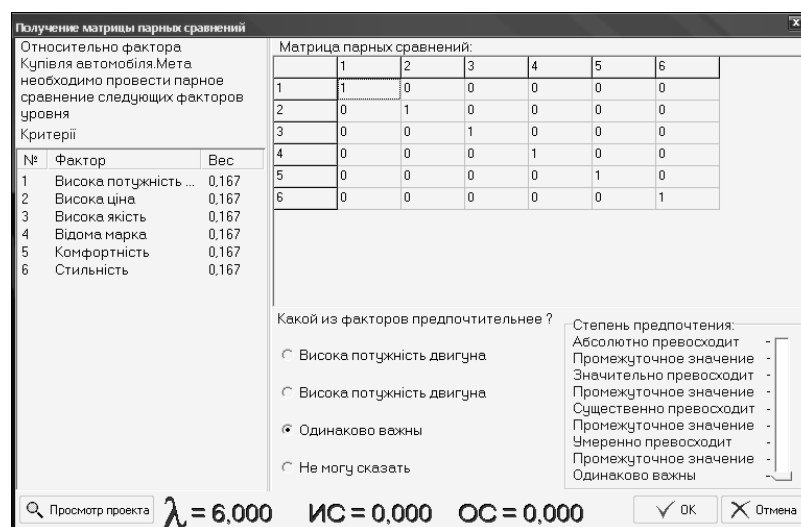 Получение матрицы парных сравнений
Относительно фактора
Купівля автомобіля.Мета
необходимо провести парное
сравнение следующих факторов
уровня
Критерії
№ Фактор Вес
1 Висока потужність ... 0,167
2 Висока ціна 0,167
3 Висока якість 0,167
4 Відома марка 0,167
5 Комфортність 0,167
6 Стильність 0,167
Матрица парных сравнений:
1 2 3 4 5 6
1 1 0 0 0 0 0
2 0 1 0 0 0 0
3 0 0 1 0 0 0
4 0 0 0 1 0 0
5 0 0 0 0 1 0
6 0 0 0 0 0 1
Какой из факторов предпочтительнее ?
Висока потужність двигуна
Висока потужність двигуна
Одинаково важны
Не могу сказать
Степень предпочтения:
Абсолютно превосходит -
Промежуточное значение -
Значительно превосходит -
Промежуточное значение -
Существенно превосходит -
Промежуточное значение -
Умеренно превосходит -
Промежуточное значение -
Одинаково важны -
Просмотр проекта λ = 6,000 ИС = 0,000 ОС = 0,000 OK Отмена